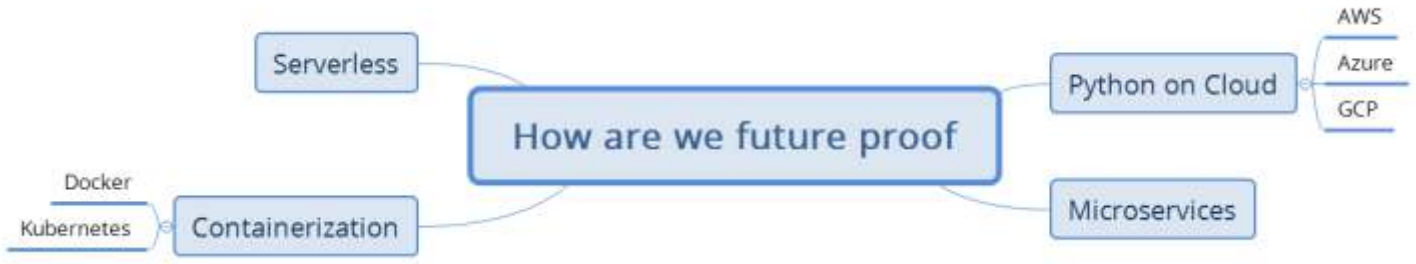 How are we future proof
Python on Cloud
AWS
Azure
GCP
Microservices
Containerization
Docker
Kubernetes
Serverless